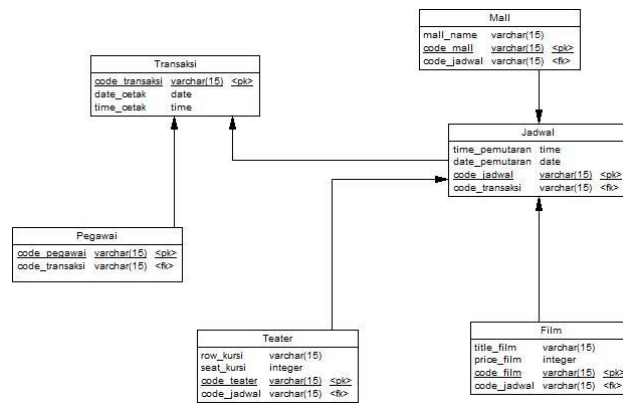 Mall
mall_name varchar(15)
code_mall varchar(15) <pk>
code_jadwal varchar(15) <fk>
Transaksi
code_transaksi varchar(15) <pk>
date_cetak date
time_cetak time
Jadwal
time_pemutaran time
date_pemutaran date
code_jadwal varchar(15) <pk>
code_transaksi varchar(15) <fk>
Pegawai
code_pegawai varchar(15) <pk>
code_transaksi varchar(15) <fk>
Teater
row_kursi varchar(15)
seat_kursi integer
code_teater varchar(15) <pk>
code_jadwal varchar(15) <fk>
Film
title_film varchar(15)
price_film integer
code_film varchar(15) <pk>
code_jadwal varchar(15) <fk>